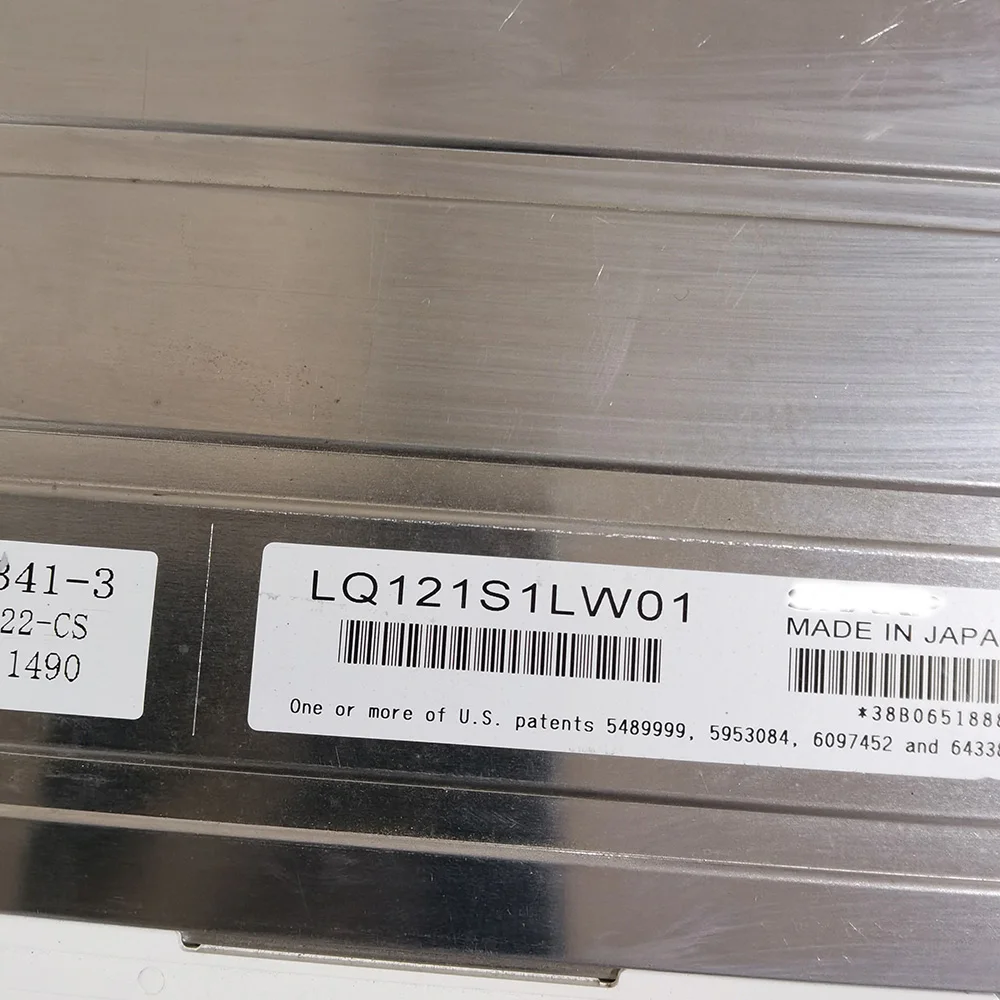 341-3
22-CS
1490
LQ121S1LW01
MADE IN JAPA
*38B0651888
One or more of U.S. patents 5489999, 5953084, 6097452 and 6433